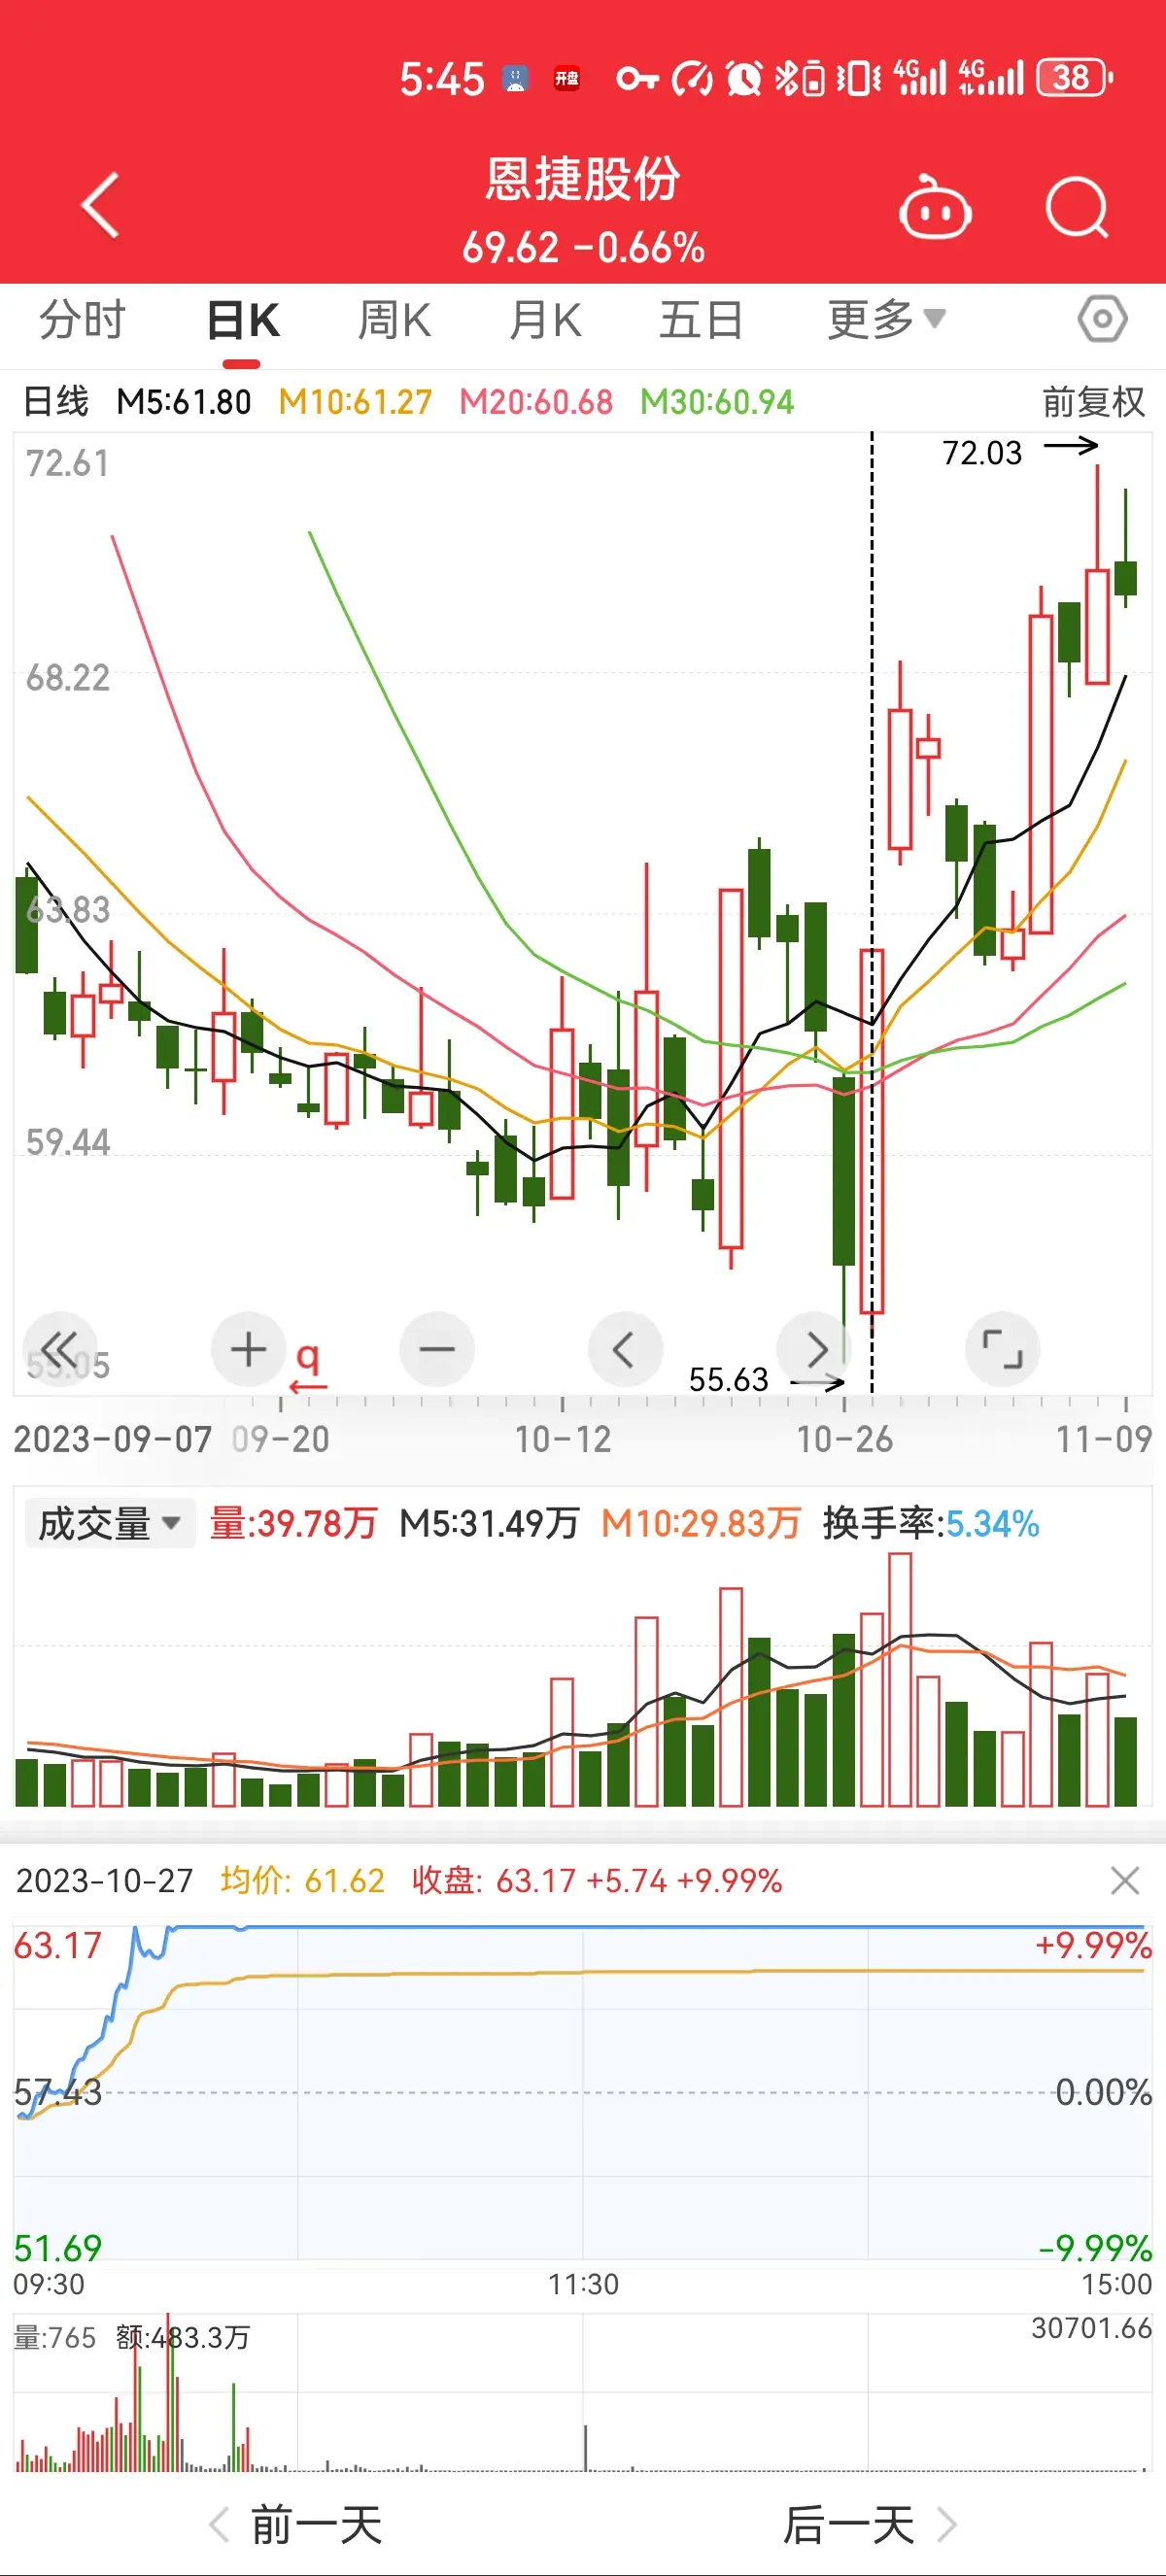 5:45 开盘 4G 4G 38
恩捷股份
69.62 -0.66%
分时 日K 周K 月K 五日 更多
日线 M5:61.80 M10:61.27 M20:60.68 M30:60.94 前复权
72.61
72.03
68.22
63.83
59.44
55.05
q
55.63
2023-09-07 09-20 10-12 10-26 11-09
成交量 量:39.78万 M5:31.49万 M10:29.83万 换手率:5.34%
2023-10-27 均价: 61.62 收盘: 63.17 +5.74 +9.99%
63.17 +9.99%
57.43 0.00%
51.69 -9.99%
09:30 11:30 15:00
量:765 额:483.3万 30701.66
前一天 后一天